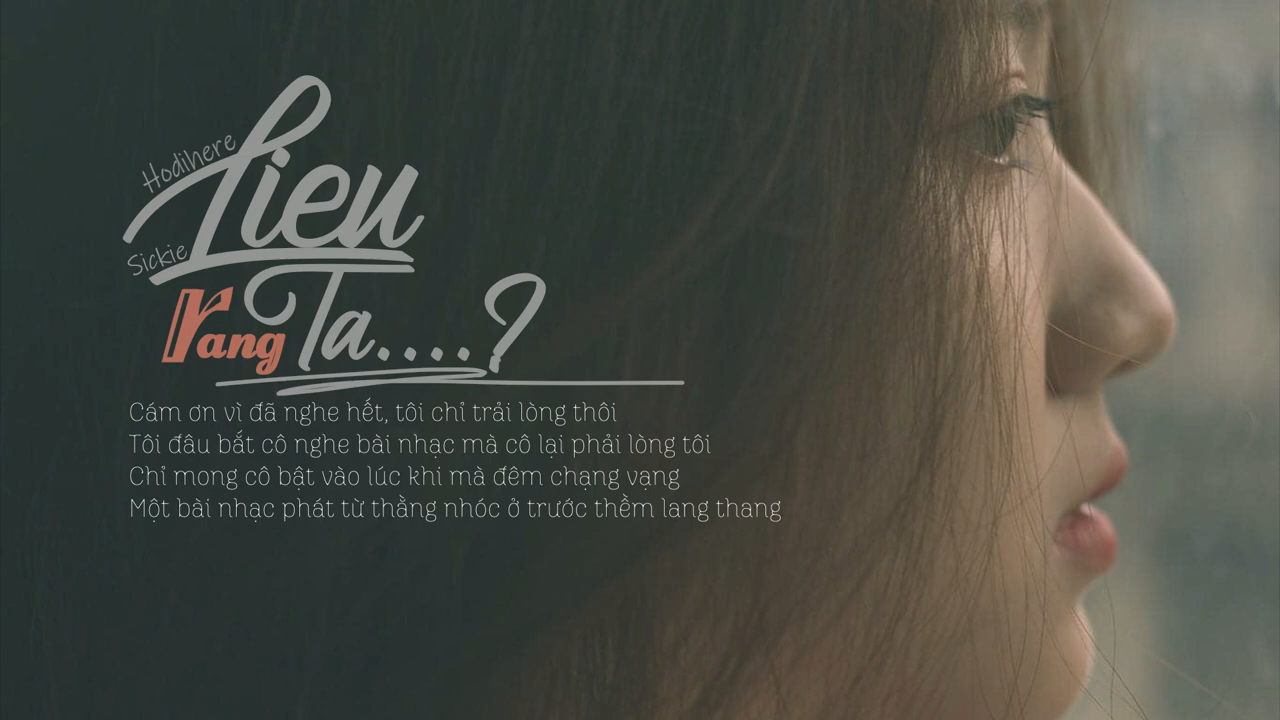 Hodihere
Lieu
Sickie
rang Ta....?
Cám ơn vì đã nghe hết, tôi chỉ trải lòng thôi
Tôi đâu bắt cô nghe bài nhạc mà cô lại phải lòng tôi
Chỉ mong cô bật vào lúc khi mà đêm chạng vạng
Một bài nhạc phát từ thằng nhóc ở trước thềm lang thang